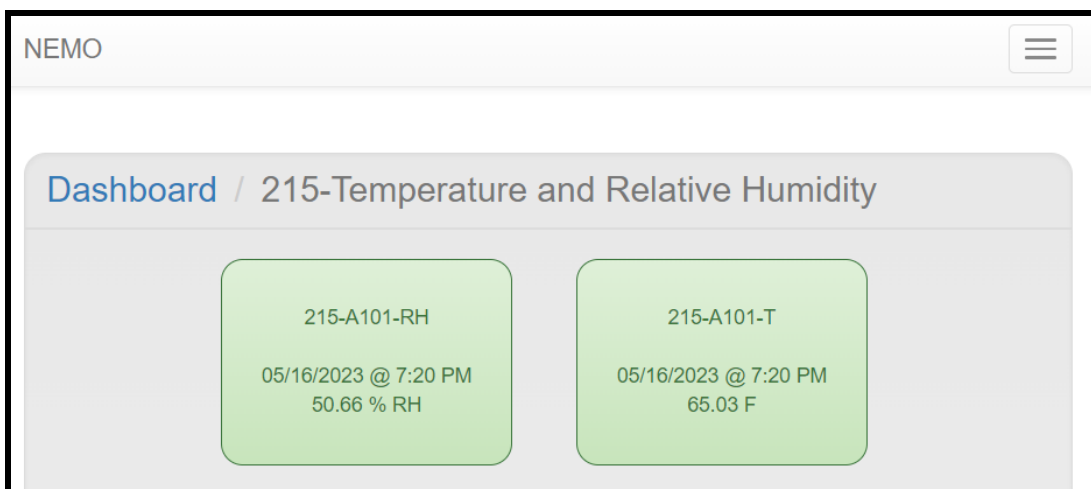 NEMO
Dashboard / 215-Temperature and Relative Humidity
215-A101-RH
05/16/2023 @ 7:20 PM
50.66 % RH
215-A101-T
05/16/2023 @ 7:20 PM
65.03 F